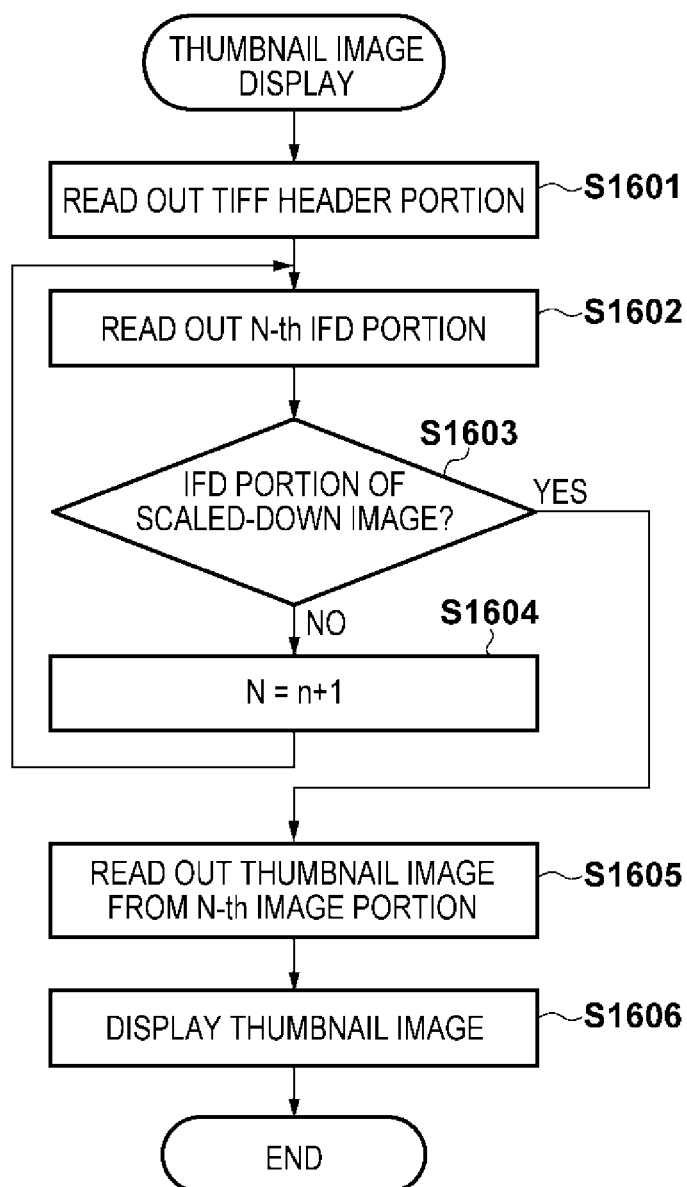 THUMBNAIL IMAGE
DISPLAY
READ OUT TIFF HEADER PORTION
S1601
READ OUT N-th IFD PORTION
S1602
S1603
IFD PORTION OF
SCALED-DOWN IMAGE?
YES
NO
S1604
N = n+1
READ OUT THUMBNAIL IMAGE
FROM N-th IMAGE PORTION
S1605
DISPLAY THUMBNAIL IMAGE
S1606
END